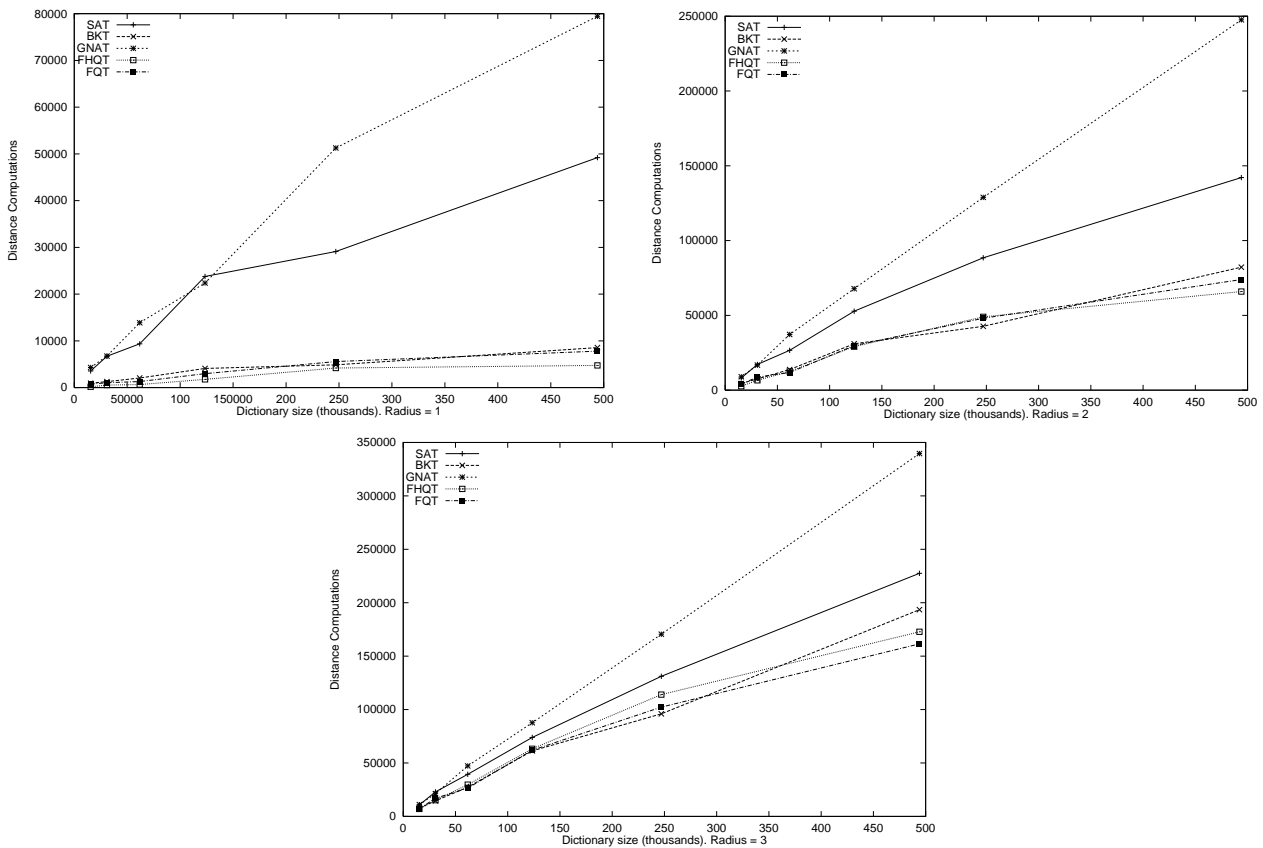 80000
70000
60000
50000
40000
30000
20000
10000
0
Distance Computations
SAT
BKT
GNAT
FHQT
FQT
0 50000 100 150000 200 250 300 350 400 450 500
Dictionary size (thousands). Radius = 1
250000
200000
150000
100000
50000
0
Distance Computations
SAT
BKT
GNAT
FHQT
FQT
0 50 100 150 200 250 300 350 400 450 500
Dictionary size (thousands). Radius = 2
350000
300000
250000
200000
150000
100000
50000
0
Distance Computations
SAT
BKT
GNAT
FHQT
FQT
0 50 100 150 200 250 300 350 400 450 500
Dictionary size (thousands). Radius = 3